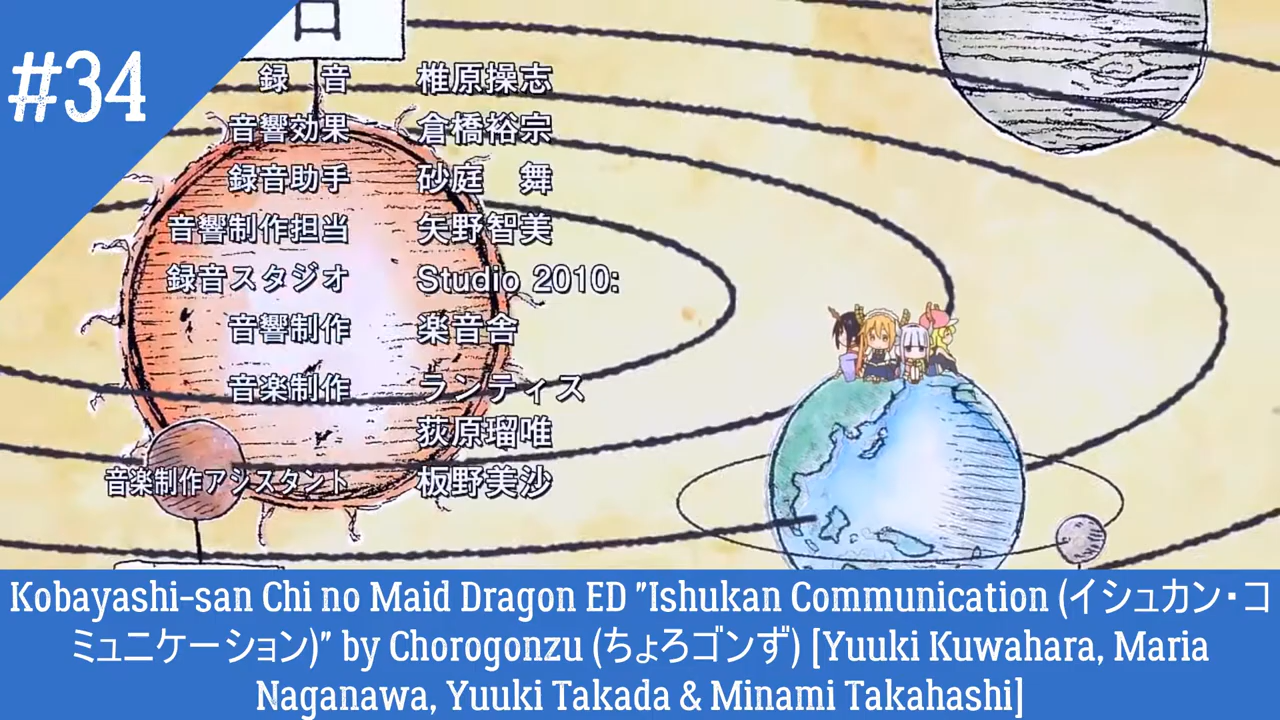 #34
日
録　音　椎原操志
音響効果　倉橋裕宗
録音助手　砂庭　舞
音響制作担当　矢野智美
録音スタジオ　Studio 2010:
音響制作　楽音舎
音楽制作　ランティス
荻原瑠唯
音楽制作アシスタント　板野美沙
Kobayashi-san Chi no Maid Dragon ED "Ishukan Communication (イシュカン・コ
ミュニケーション)" by Chorogonzu (ちょろゴンず) [Yuuki Kuwahara, Maria
Naganawa, Yuuki Takada & Minami Takahashi]